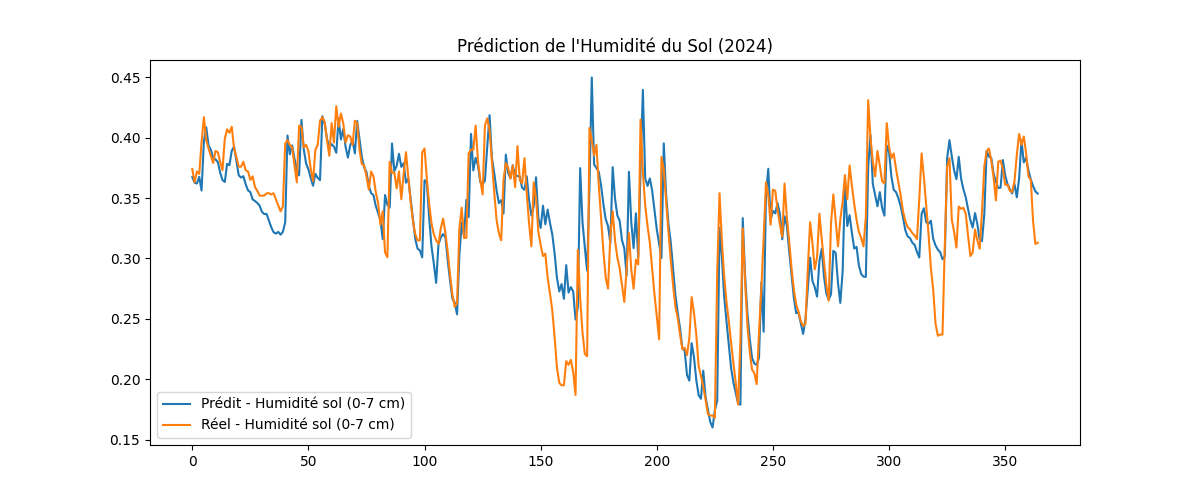 Prédiction de l'Humidité du Sol (2024)
0.45
0.40
0.35
0.30
0.25
0.20
0.15
Prédit - Humidité sol (0-7 cm)
Réel - Humidité sol (0-7 cm)
0 50 100 150 200 250 300 350